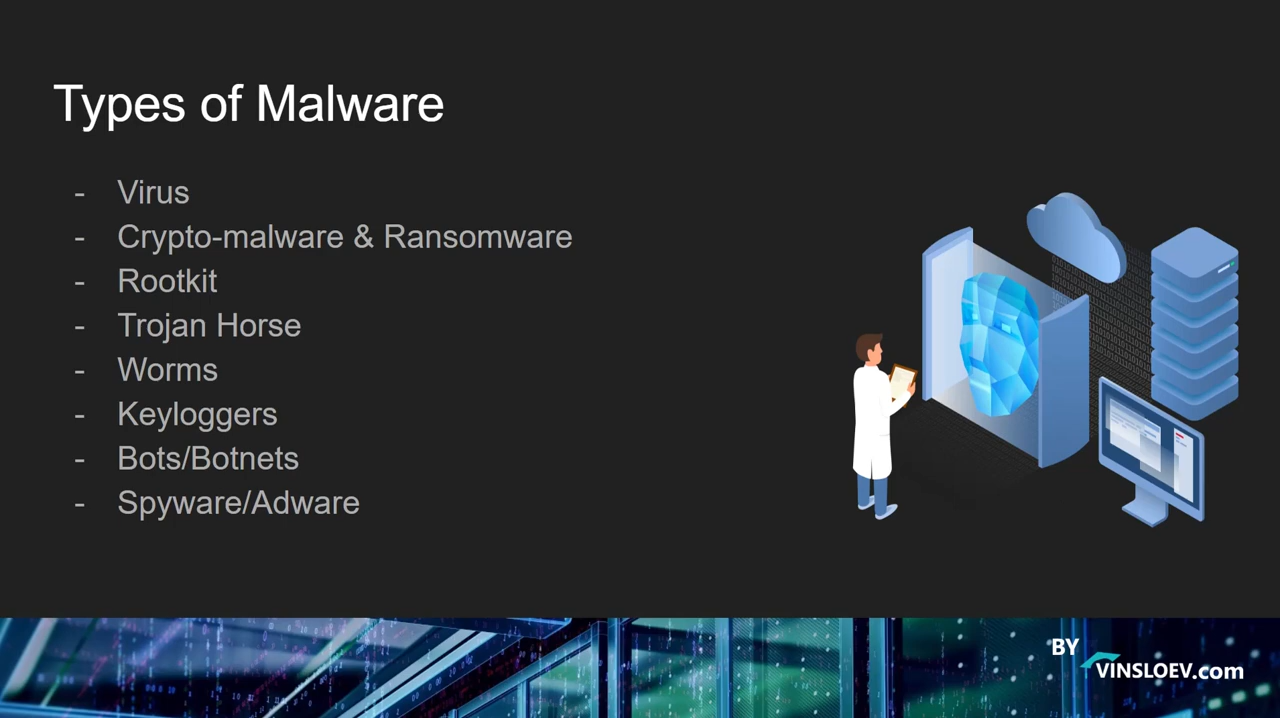 Types of Malware
- Virus
- Crypto-malware & Ransomware
- Rootkit
- Trojan Horse
- Worms
- Keyloggers
- Bots/Botnets
- Spyware/Adware
BY
VINSLOEV.com